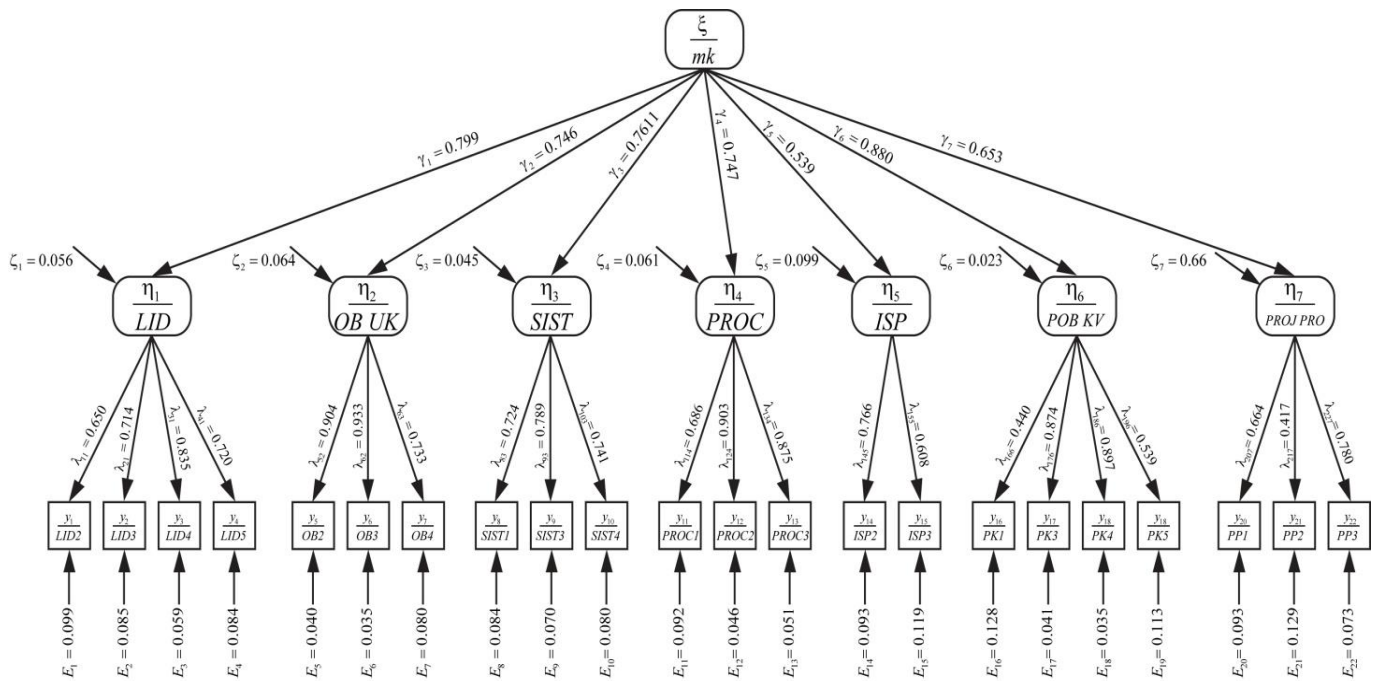 ξ
mk
γ₁ = 0.799
γ₂ = 0.746
γ₃ = 0.7611
γ₄ = 0.747
γ₅ = 0.539
γ₆ = 0.880
γ₇ = 0.653
ζ₁ = 0.056
ζ₂ = 0.064
ζ₃ = 0.045
ζ₄ = 0.061
ζ₅ = 0.099
ζ₆ = 0.023
ζ₇ = 0.66
η₁
LID
η₂
OB UK
η₃
SIST
η₄
PROC
η₅
ISP
η₆
POB KV
η₇
PROJ PRO
λ₁₁ = 0.650
λ₂₁ = 0.714
λ₃₁ = 0.835
λ₄₁ = 0.720
λ₅₂ = 0.904
λ₆₂ = 0.933
λ₆₃ = 0.733
λ₈₃ = 0.724
λ₉₃ = 0.789
λ₁₀₃ = 0.741
λ₁₁₄ = 0.686
λ₁₂₄ = 0.903
λ₁₃₄ = 0.875
λ₁₄₅ = 0.766
λ₁₅₅ = 0.608
λ₁₆₆ = 0.440
λ₁₇₆ = 0.874
λ₁₈₆ = 0.897
λ₁₉₆ = 0.539
λ₂₀₇ = 0.664
λ₂₁₇ = 0.417
λ₂₂₇ = 0.780
y₁
LID2
y₂
LID3
y₃
LID4
y₄
LID5
y₅
OB2
y₆
OB3
y₇
OB4
y₈
SIST1
y₉
SIST3
y₁₀
SIST4
y₁₁
PROC1
y₁₂
PROC2
y₁₃
PROC3
y₁₄
ISP2
y₁₅
ISP3
y₁₆
PK1
y₁₇
PK3
y₁₈
PK4
y₁₈
PK5
y₂₀
PP1
y₂₁
PP2
y₂₂
PP3
E₁ = 0.099
E₂ = 0.085
E₃ = 0.059
E₄ = 0.084
E₅ = 0.040
E₆ = 0.035
E₇ = 0.080
E₈ = 0.084
E₉ = 0.070
E₁₀ = 0.080
E₁₁ = 0.092
E₁₂ = 0.046
E₁₃ = 0.051
E₁₄ = 0.093
E₁₅ = 0.119
E₁₆ = 0.128
E₁₇ = 0.041
E₁₈ = 0.035
E₁₉ = 0.113
E₂₀ = 0.093
E₂₁ = 0.129
E₂₂ = 0.073